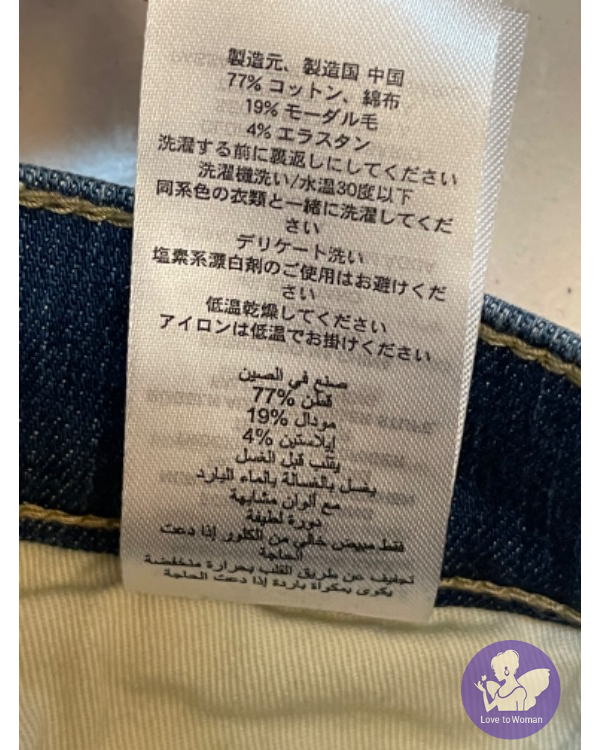 製造元、製造国 中国
77% コットン、綿布
19% モーダル毛
4% エラスタン
洗濯する前に裏返しにしてください
洗濯機洗い/水温30度以下
同系色の衣類と一緒に洗濯してくだ
さい
デリケート洗い
塩素系漂白剤のご使用はお避けくだ
さい
低温乾燥してください
アイロンは低温でお掛けください
صنع في الصين
قطن 77%
مودال 19%
إيلاستين 4%
يقلب قبل الغسل
يغسل بالغسالة بالماء البارد
مع ألوان مشابهة
دورة لطيفة
فقط مبيض خالي من الكلور إذا دعت
الحاجة
تجفيف عن طريق القلب بحرارة منخفضة
يكوى بمكواة باردة إذا دعت الحاجة
Love to Woman